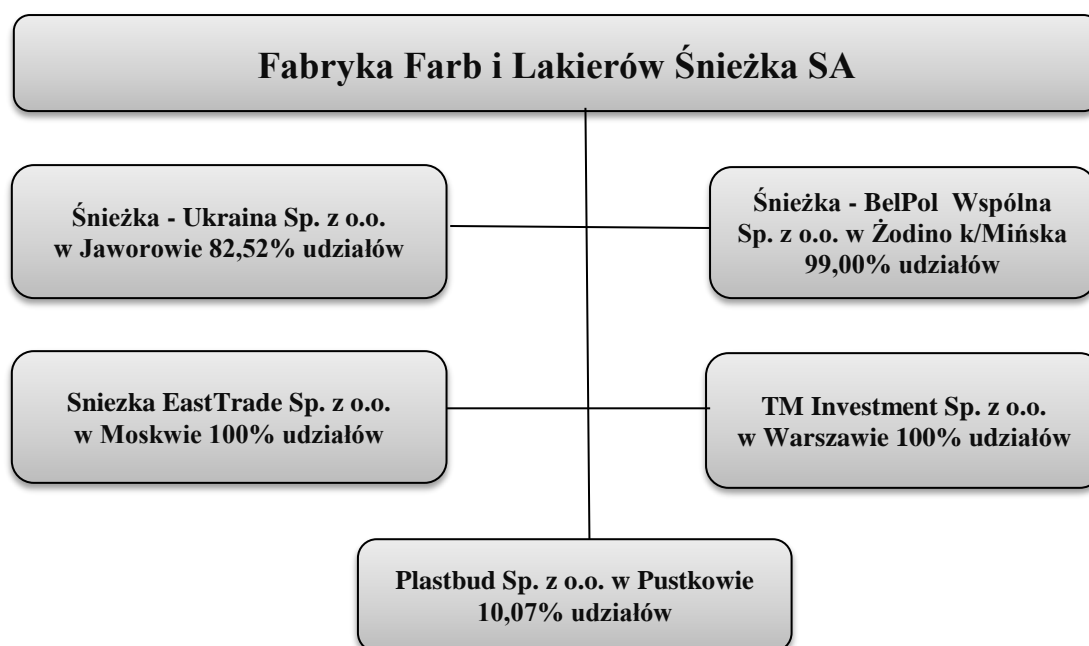 Fabryka Farb i Lakierów Śnieżka SA
Śnieżka - Ukraina Sp. z o.o.
w Jaworowie 82,52% udziałów
Śnieżka - BelPol Wspólna
Sp. z o.o. w Żodino k/Mińska
99,00% udziałów
Sniezka EastTrade Sp. z o.o.
w Moskwie 100% udziałów
TM Investment Sp. z o.o.
w Warszawie 100% udziałów
Plastbud Sp. z o.o. w Pustkowie
10,07% udziałów